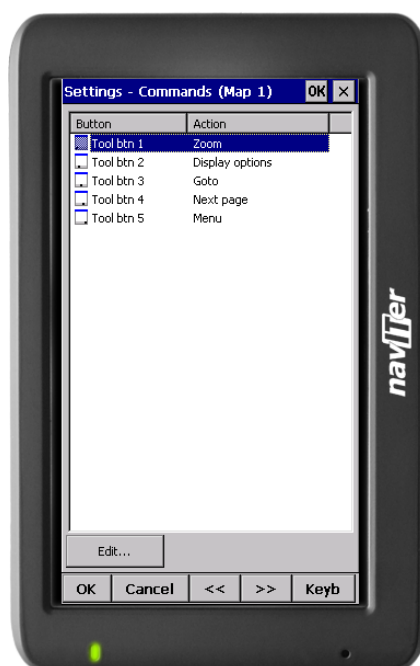 Settings - Commands (Map 1) OK ×
Button Action
Tool btn 1 Zoom
Tool btn 2 Display options
Tool btn 3 Goto
Tool btn 4 Next page
Tool btn 5 Menu
Edit...
OK Cancel << >> Keyb
naviter